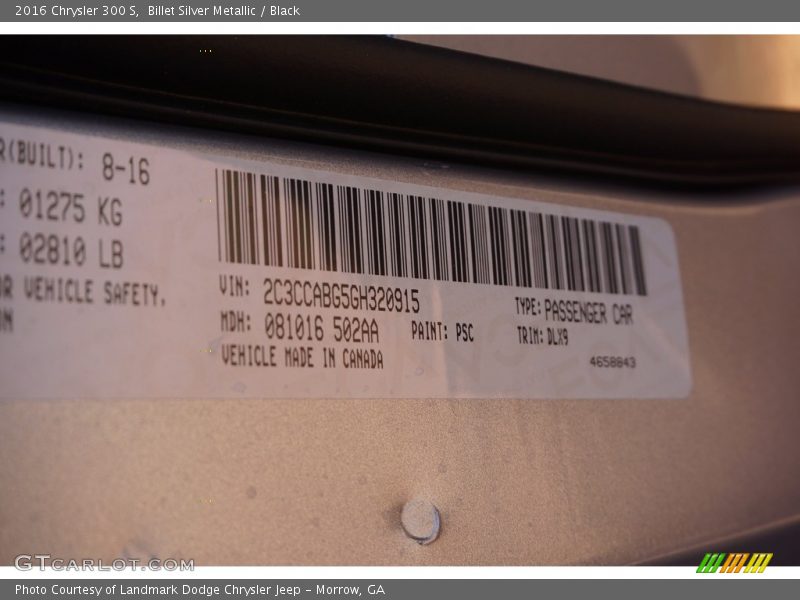 2016 Chrysler 300 S, Billet Silver Metallic / Black
R(BUILT): 8-16
: 01275 KG
: 02810 LB
OR VEHICLE SAFETY,
VIN: 2C3CCABG5GH320915
TYPE: PASSENGER CAR
MDH: 081016 502AA PAINT: PSC
TRIM: DLX9
VEHICLE MADE IN CANADA
4658843
GTcarlot.com
Photo Courtesy of Landmark Dodge Chrysler Jeep – Morrow, GA